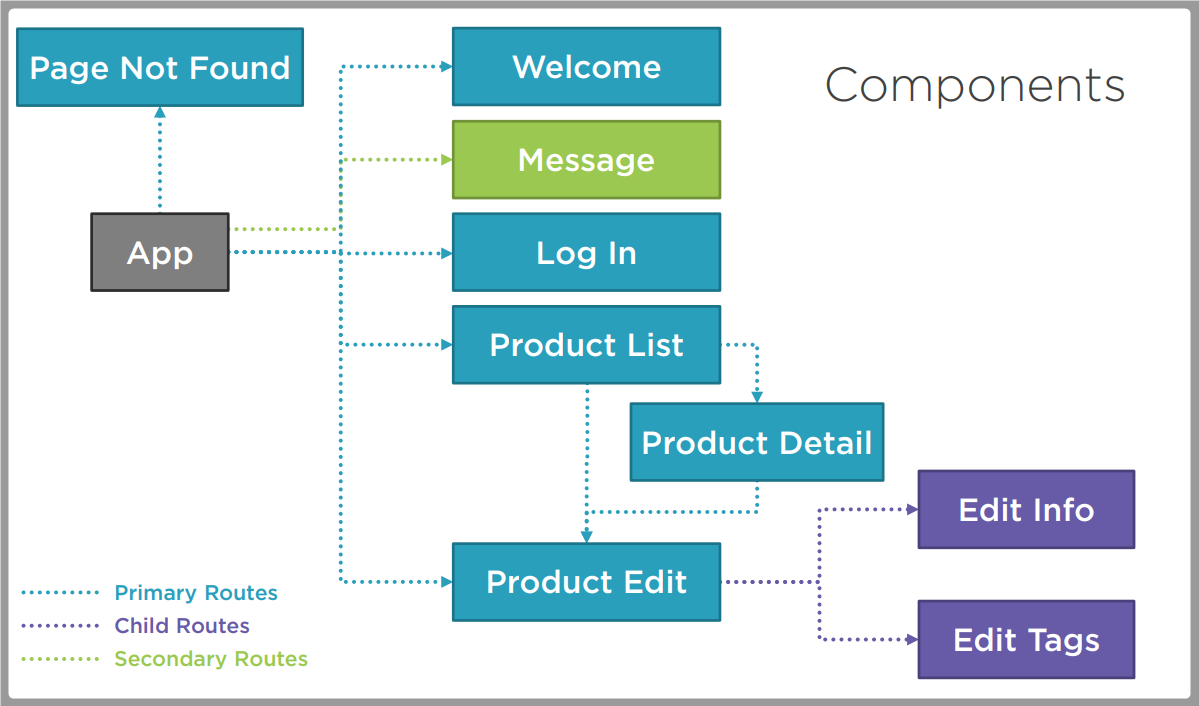 Components
Page Not Found
Welcome
Message
App
Log In
Product List
Product Detail
Edit Info
Product Edit
Edit Tags
Primary Routes
Child Routes
Secondary Routes